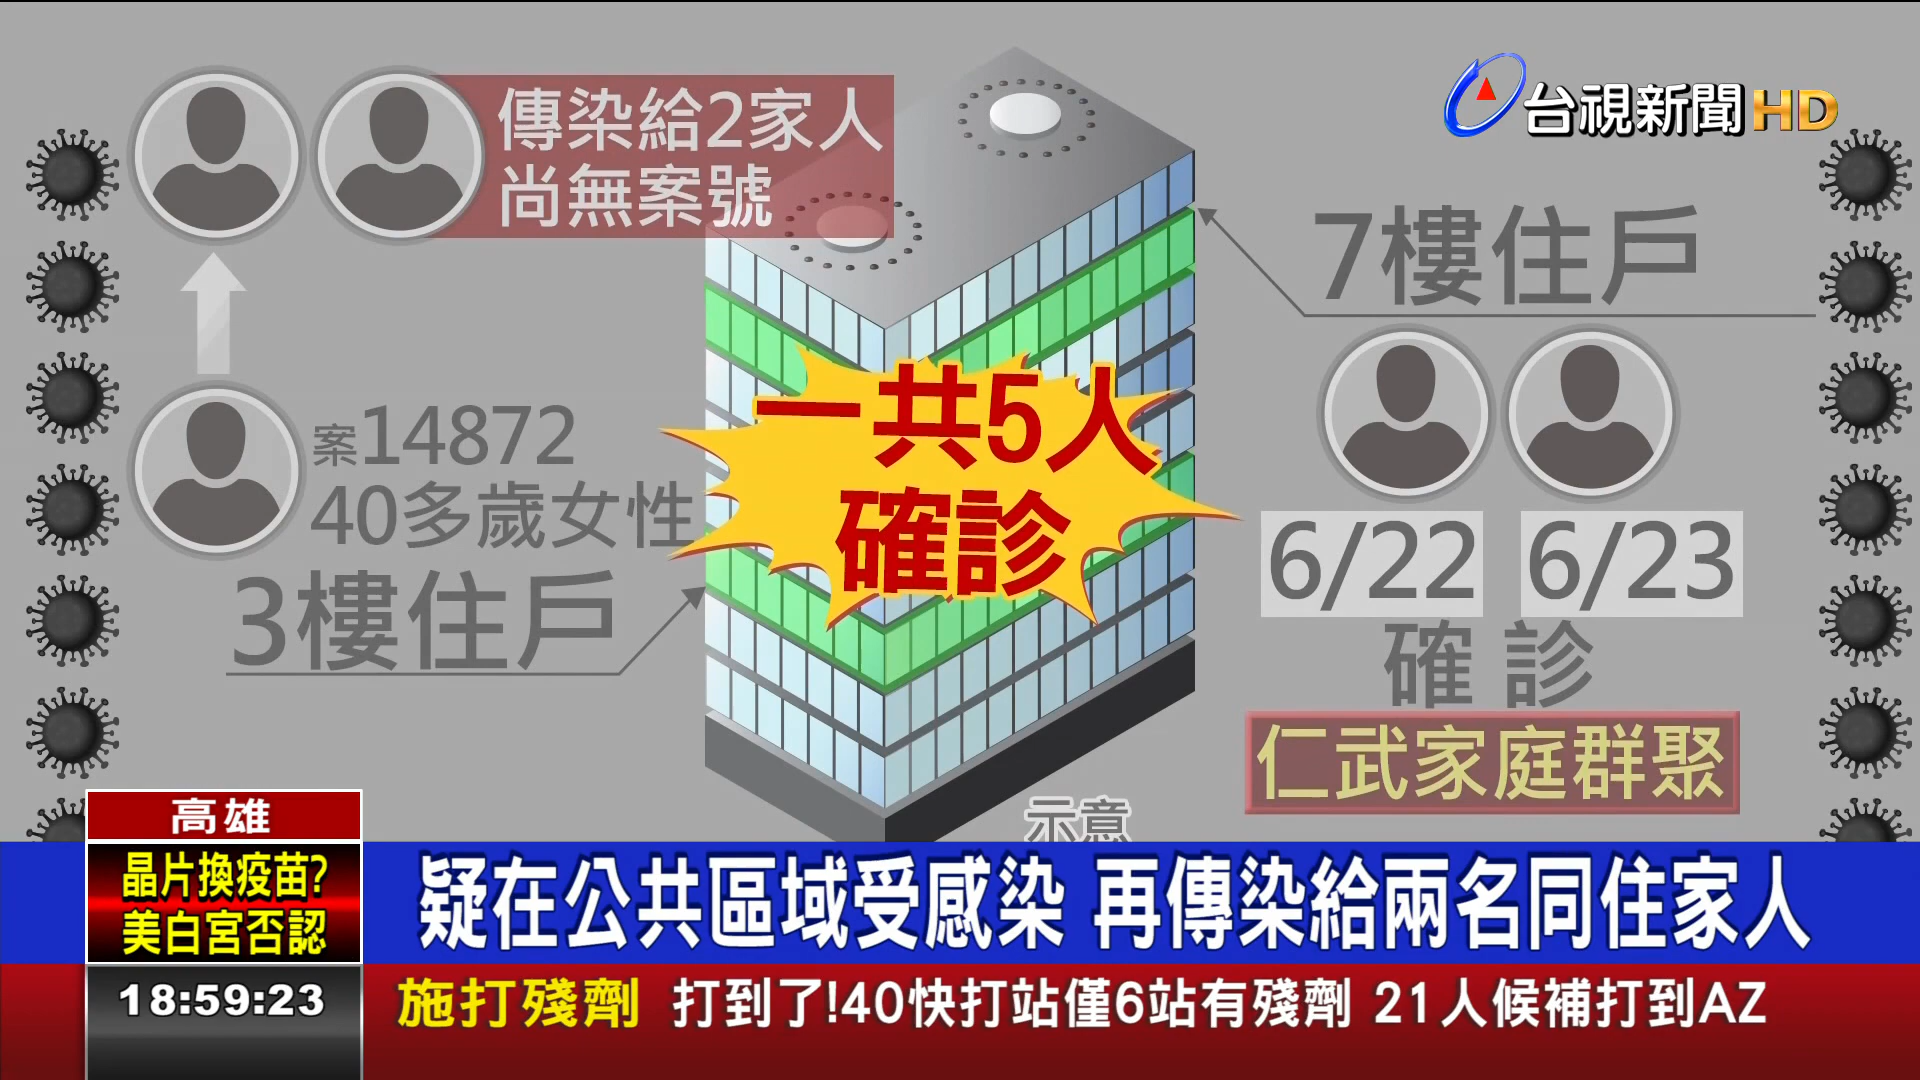 傳染給2家人
尚無案號
台視新聞HD
7樓住戶
案14872
40多歲女性
3樓住戶
一共5人
確診
6/22 6/23
確診
仁武家庭群聚
示意
高雄
晶片換疫苗?
美白宮否認
疑在公共區域受感染 再傳染給兩名同住家人
18:59:23
施打殘劑 打到了!40快打站僅6站有殘劑 21人候補打到AZ